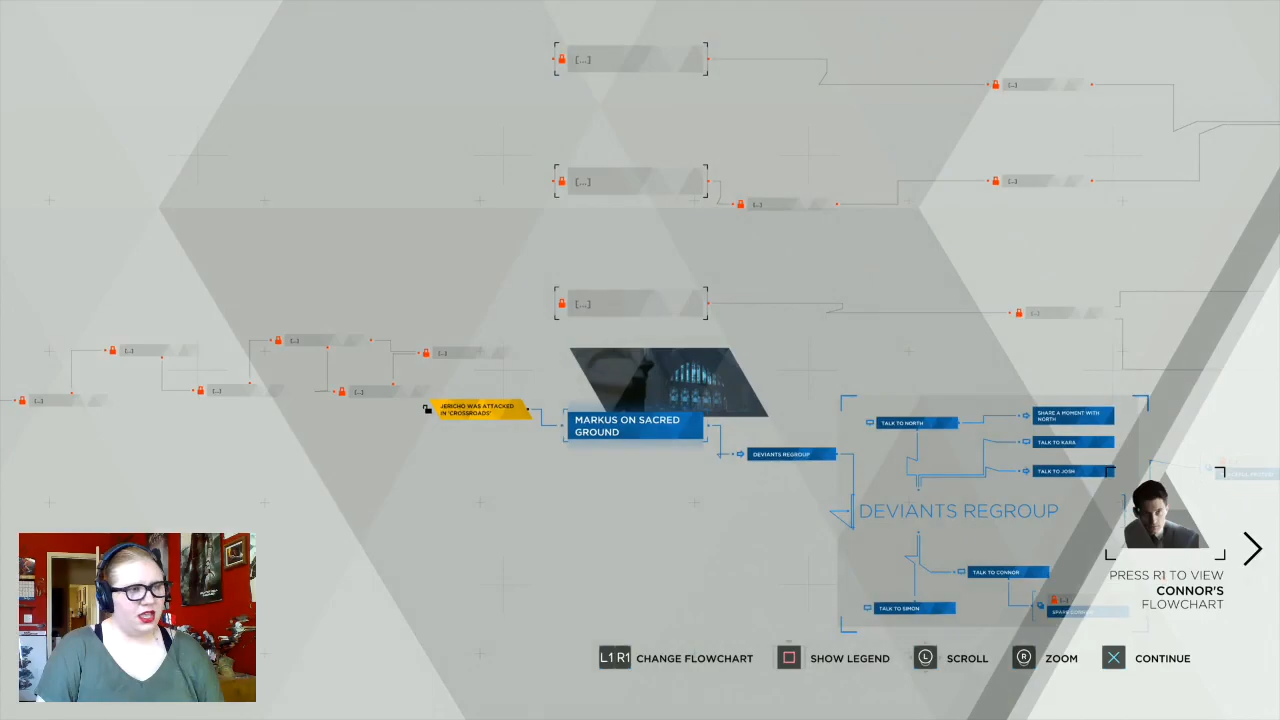 [...]
[...]
[...]
[...]
[...]
[...]
[...]
[...]
[...]
[...]
[...]
[...]
[...]
[...]
JERICHO WAS ATTACKED
IN 'CROSSROADS'
MARKUS ON SACRED
GROUND
DEVIANTS REGROUP
TALK TO NORTH
SHARE A MOMENT WITH
NORTH
TALK TO KARA
TALK TO JOSH
DEVIANTS REGROUP
TALK TO CONNOR
TALK TO SIMON
[...]
SPARE CONNOR
PRESS R1 TO VIEW
CONNOR'S
FLOWCHART
L1 R1 CHANGE FLOWCHART
SHOW LEGEND
L SCROLL
R ZOOM
CONTINUE